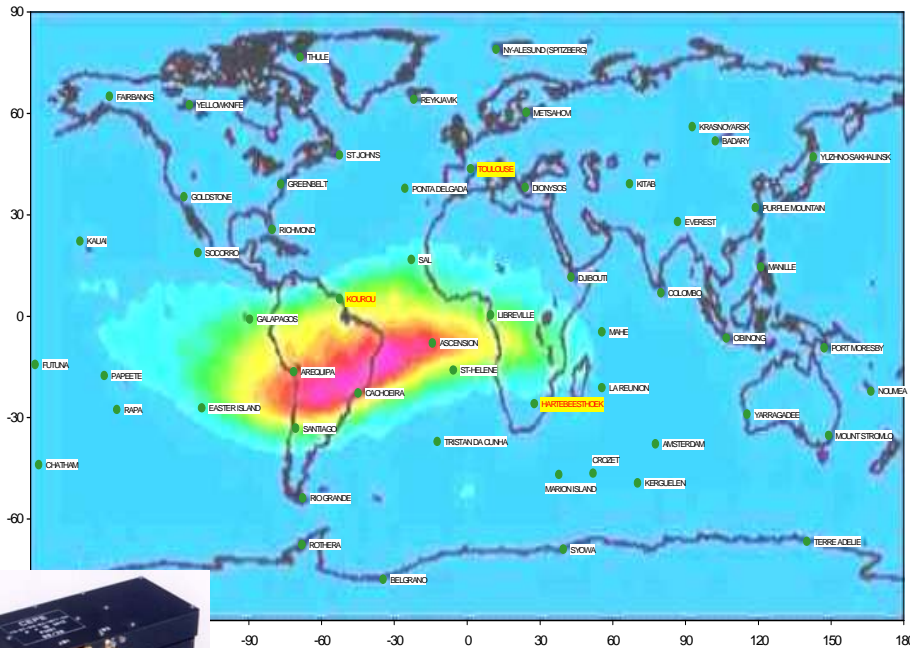 90
THULE
NY-ALESUND (SPITZBERG)
FAIRBANKS
YELLOWKNIFE
REYKJAVIK
METSAHOVI
60
KRASNOYARSK
BADARY
ST JOHNS
YUZHNO-SAKHALINSK
TOULOUSE
GREENBELT
PONTA DELGADA
DIONYSOS
KITAB
GOLDSTONE
PURPLE MOUNTAIN
30
RICHMOND
EVEREST
KAUAI
SOCORRO
SAL
MANILLE
DJIBOUTI
COLOMBO
KOUROU
0
GALAPAGOS
LIBREVILLE
MAHE
CIBINONG
ASCENSION
PORT MORESBY
FUTUNA
AREQUIPA
ST-HELENE
PAPEETE
CACHOEIRA
LA REUNION
NOUMEA
RAPA
EASTER ISLAND
HARTEBEESTHOEK
YARRAGADEE
-30
SANTIAGO
TRISTAN DA CUNHA
AMSTERDAM
MOUNT STROMLO
CHATHAM
CROZET
MARION ISLAND
KERGUELEN
RIO GRANDE
-60
ROTHERA
SYOWA
TERRE ADELIE
BELGRANO
-90 -60 -30 0 30 60 90 120 150 180